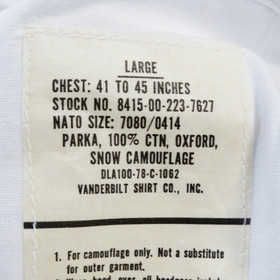 LARGE
CHEST: 41 TO 45 INCHES
STOCK NO. 8415-00-223-7627
NATO SIZE: 7080/0414
PARKA, 100% CTN, OXFORD,
SNOW CAMOUFLAGE
DLA100-78-C-1062
VANDERBILT SHIRT CO., INC.
1. For camouflage only. Not a substitute
for outer garment.